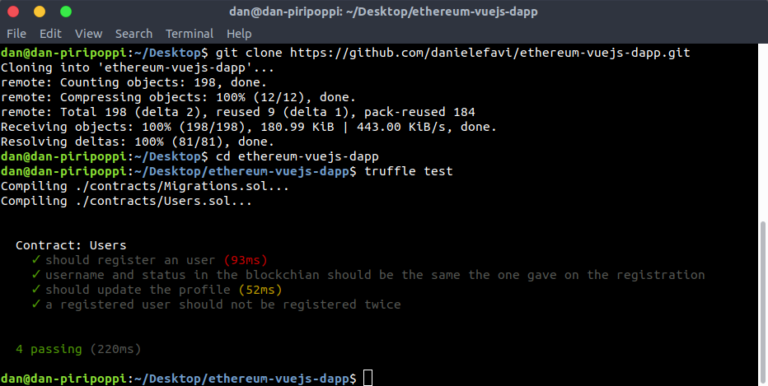 dan@dan-piripoppi: ~/Desktop/ethereum-vuejs-dapp
File Edit View Search Terminal Help
dan@dan-piripoppi:~/Desktop$ git clone https://github.com/danielefavi/ethereum-vuejs-dapp.git
Cloning into 'ethereum-vuejs-dapp'...
remote: Counting objects: 198, done.
remote: Compressing objects: 100% (12/12), done.
remote: Total 198 (delta 2), reused 9 (delta 1), pack-reused 184
Receiving objects: 100% (198/198), 180.99 KiB | 443.00 KiB/s, done.
Resolving deltas: 100% (81/81), done.
dan@dan-piripoppi:~/Desktop$ cd ethereum-vuejs-dapp
dan@dan-piripoppi:~/Desktop/ethereum-vuejs-dapp$ truffle test
Compiling ./contracts/Migrations.sol...
Compiling ./contracts/Users.sol...
Contract: Users
✓ should register an user (93ms)
✓ username and status in the blockchian should be the same the one gave on the registration
✓ should update the profile (52ms)
✓ a registered user should not be registered twice
4 passing (220ms)
dan@dan-piripoppi:~/Desktop/ethereum-vuejs-dapp$